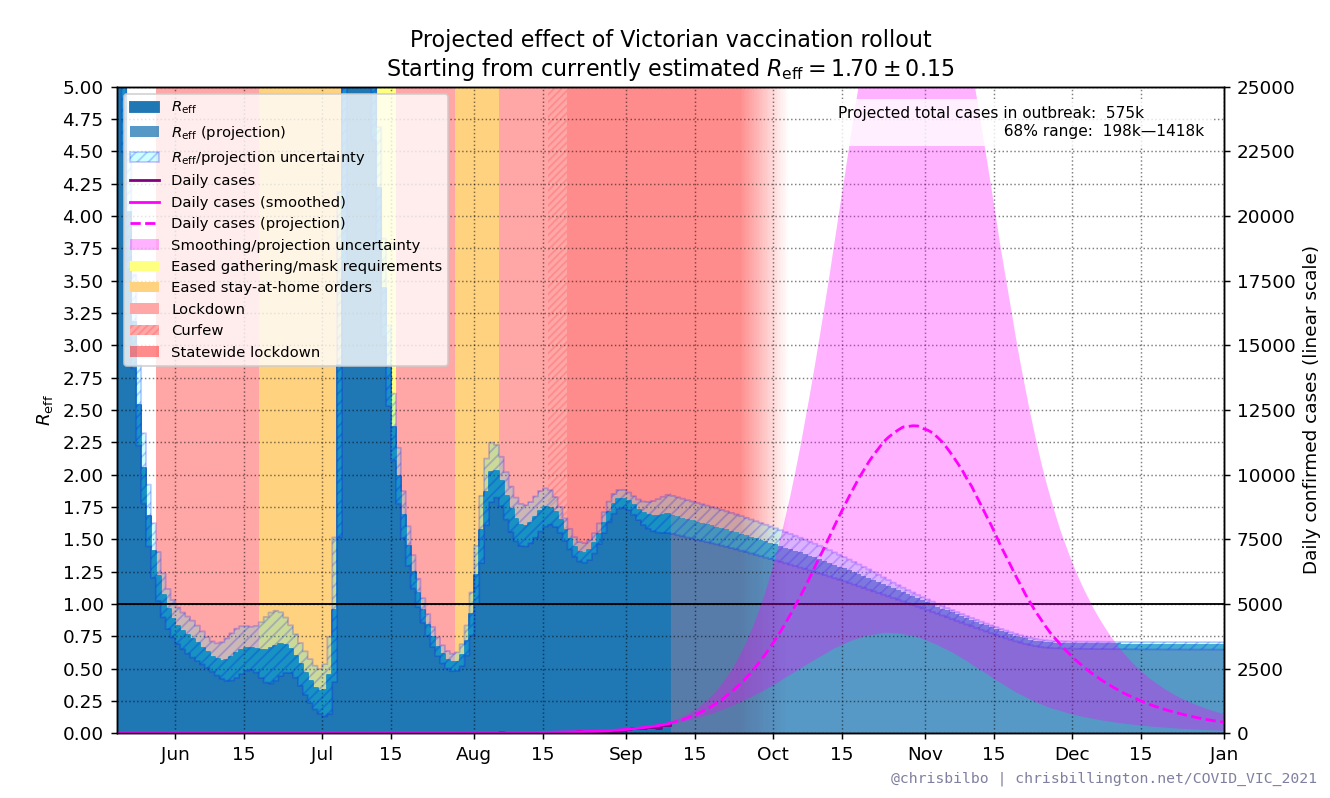 Projected effect of Victorian vaccination rollout
Starting from currently estimated Reff = 1.70 ± 0.15
Projected total cases in outbreak: 575k
68% range: 198k—1418k
Reff
Reff (projection)
Reff/projection uncertainty
Daily cases
Daily cases (smoothed)
Daily cases (projection)
Smoothing/projection uncertainty
Eased gathering/mask requirements
Eased stay-at-home orders
Lockdown
Curfew
Statewide lockdown
5.00
4.75
4.50
4.25
4.00
3.75
3.50
3.25
3.00
2.75
2.50
2.25
2.00
1.75
1.50
1.25
1.00
0.75
0.50
0.25
0.00
Reff
25000
22500
20000
17500
15000
12500
10000
7500
5000
2500
0
Daily confirmed cases (linear scale)
Jun 15 Jul 15 Aug 15 Sep 15 Oct 15 Nov 15 Dec 15 Jan
@chrisbilbo | chrisbillington.net/COVID_VIC_2021